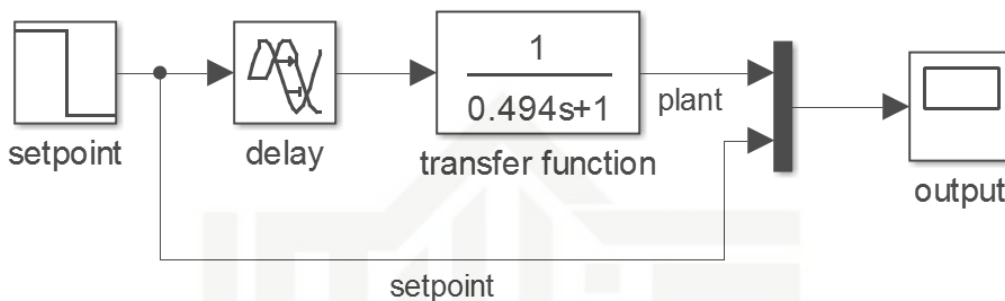 setpoint
delay
1
0.494s+1
transfer function
plant
output
setpoint